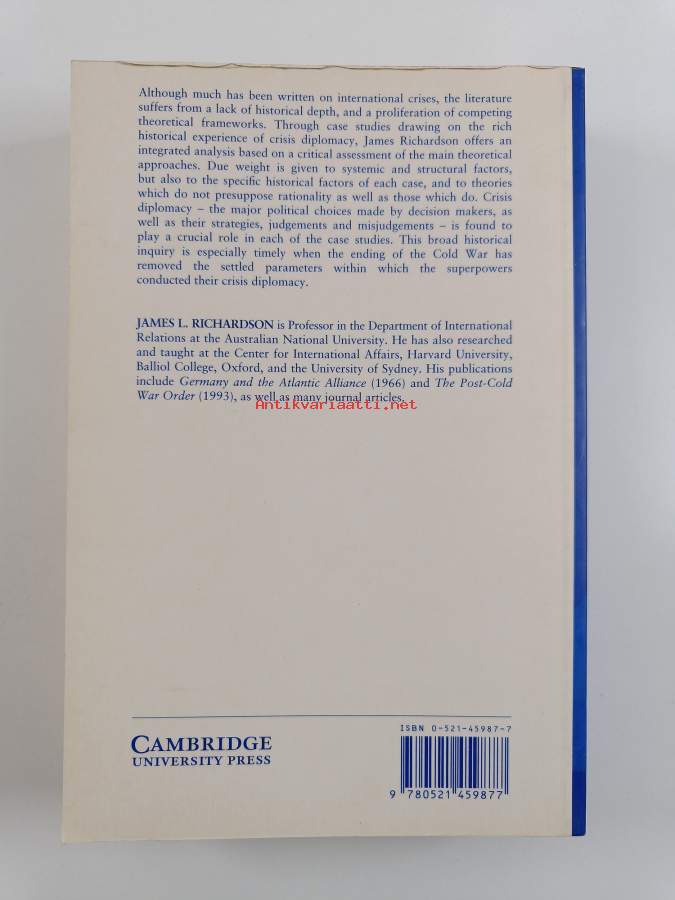 Although much has been written on international crises, the literature
suffers from a lack of historical depth, and a proliferation of competing
theoretical frameworks. Through case studies drawing on the rich
historical experience of crisis diplomacy, James Richardson offers an
integrated analysis based on a critical assessment of the main theoretical
approaches. Due weight is given to systemic and structural factors,
but also to the specific historical factors of each case, and to theories
which do not presuppose rationality as well as those which do. Crisis
diplomacy – the major political choices made by decision makers, as
well as their strategies, judgements and misjudgements – is found to
play a crucial role in each of the case studies. This broad historical
inquiry is especially timely when the ending of the Cold War has
removed the settled parameters within which the superpowers
conducted their crisis diplomacy.
JAMES L. RICHARDSON is Professor in the Department of International
Relations at the Australian National University. He has also researched
and taught at the Center for International Affairs, Harvard University,
Balliol College, Oxford, and the University of Sydney. His publications
include Germany and the Atlantic Alliance (1966) and The Post-Cold
War Order (1993), as well as many journal articles.
Antikvariaatti.net
ISBN 0-521-45987-7
CAMBRIDGE
UNIVERSITY PRESS
9 780521 459877